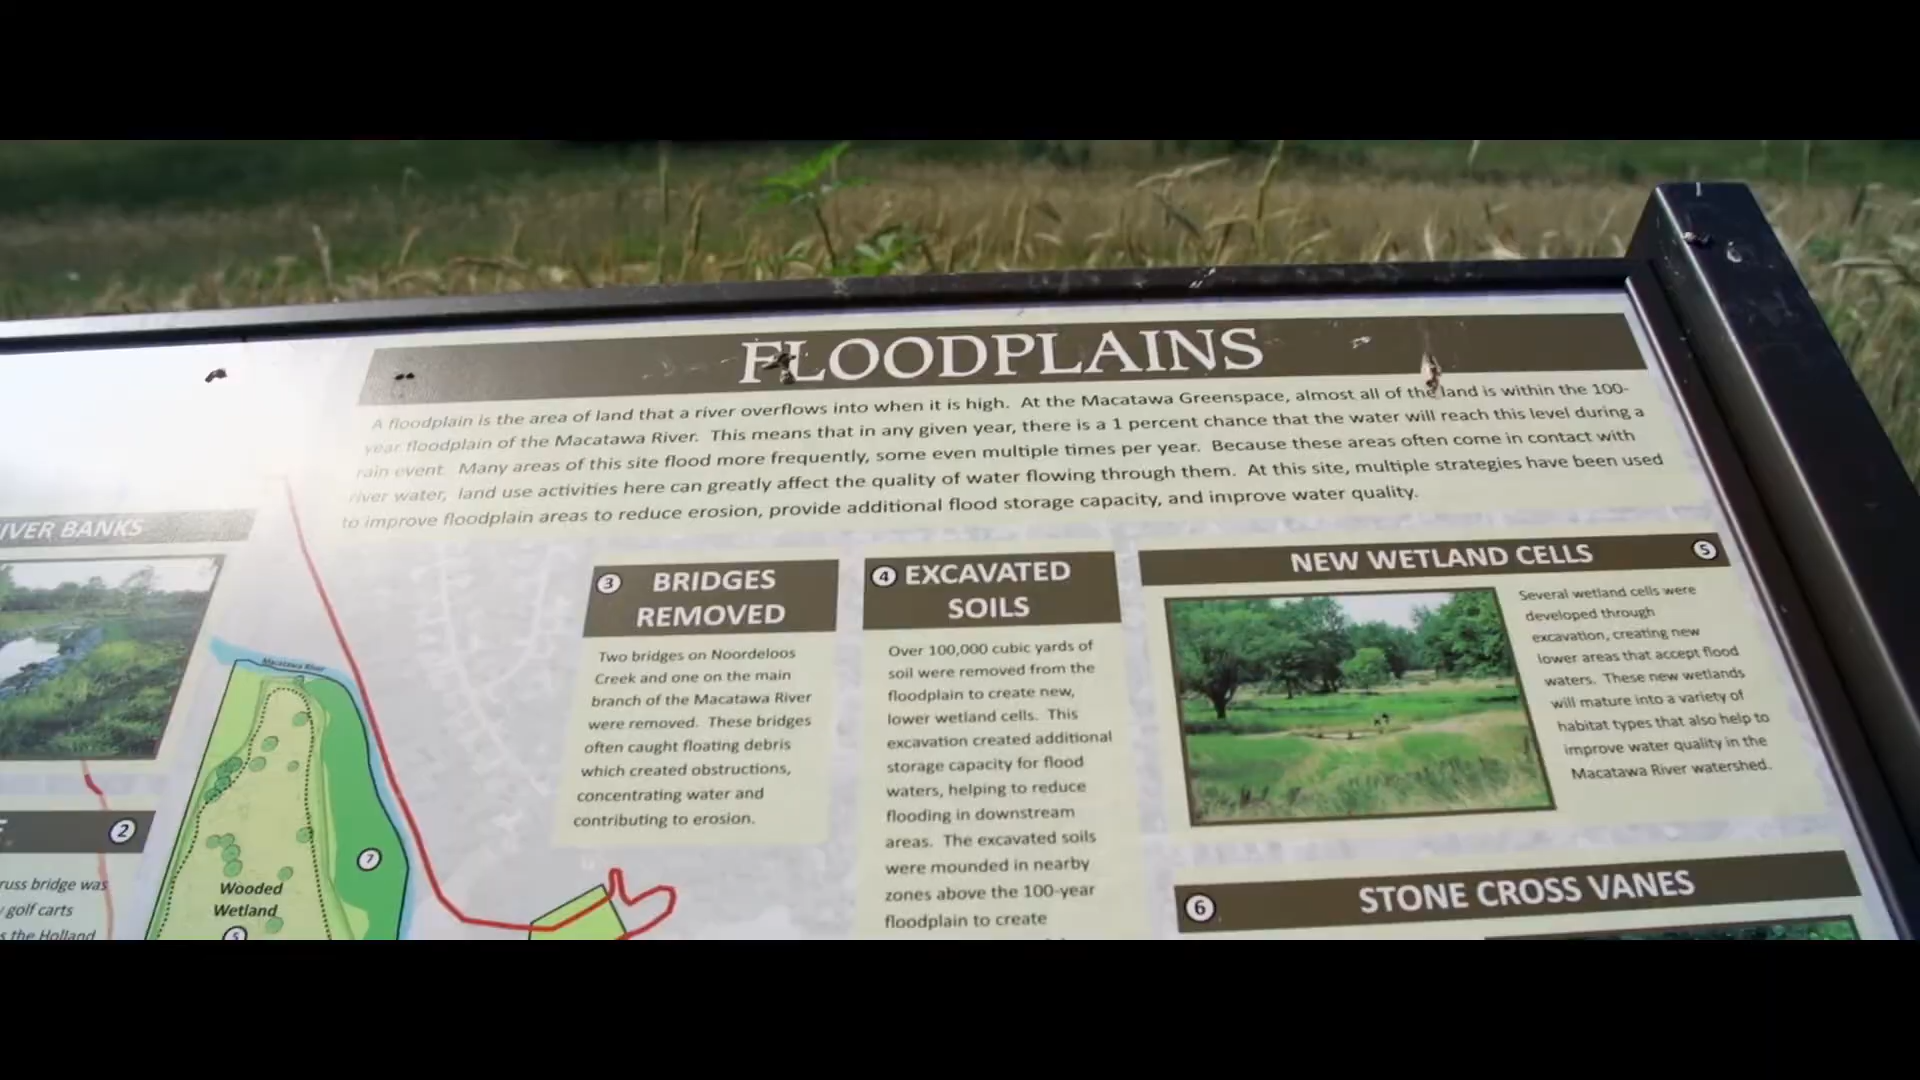 FLOODPLAINS
A floodplain is the area of land that a river overflows into when it is high. At the Macatawa Greenspace, almost all of the land is within the 100-
year floodplain of the Macatawa River. This means that in any given year, there is a 1 percent chance that the water will reach this level during a
rain event. Many areas of this site flood more frequently, some even multiple times per year. Because these areas often come in contact with
river water, land use activities here can greatly affect the quality of water flowing through them. At this site, multiple strategies have been used
to improve floodplain areas to reduce erosion, provide additional flood storage capacity, and improve water quality.
IVER BANKS
2
russ bridge was
golf carts
s the Holland
Macatawa River
7
Wooded
Wetland
5
3 BRIDGES
REMOVED
Two bridges on Noordeloos
Creek and one on the main
branch of the Macatawa River
were removed. These bridges
often caught floating debris
which created obstructions,
concentrating water and
contributing to erosion.
4 EXCAVATED
SOILS
Over 100,000 cubic yards of
soil were removed from the
floodplain to create new,
lower wetland cells. This
excavation created additional
storage capacity for flood
waters, helping to reduce
flooding in downstream
areas. The excavated soils
were mounded in nearby
zones above the 100-year
floodplain to create
NEW WETLAND CELLS 5
Several wetland cells were
developed through
excavation, creating new
lower areas that accept flood
waters. These new wetlands
will mature into a variety of
habitat types that also help to
improve water quality in the
Macatawa River watershed.
6 STONE CROSS VANES